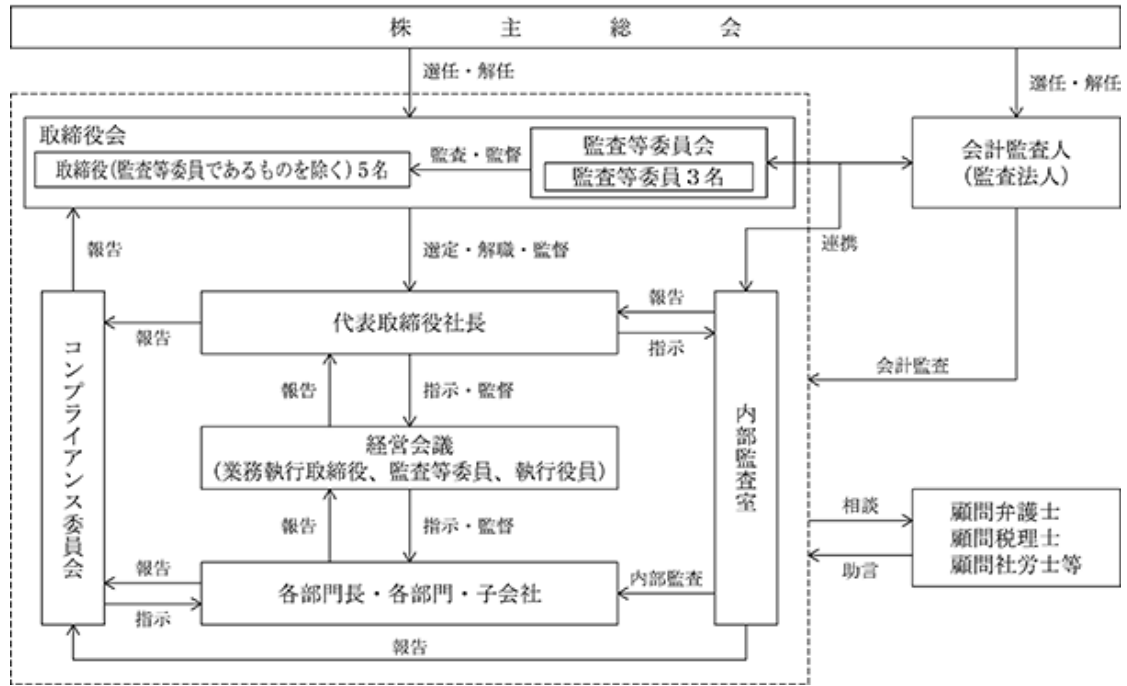 株主総会
選任・解任
選任・解任
取締役会
取締役(監査等委員であるものを除く)5名
監査・監督
監査等委員会
監査等委員3名
会計監査人
(監査法人)
連携
報告
選定・解職・監督
コンプライアンス委員会
報告
代表取締役社長
報告
指示
内部監査室
会計監査
報告
指示・監督
経営会議
(業務執行取締役、監査等委員、執行役員)
報告
指示・監督
相談
助言
顧問弁護士
顧問税理士
顧問社労士等
報告
指示
各部門長・各部門・子会社
内部監査
報告